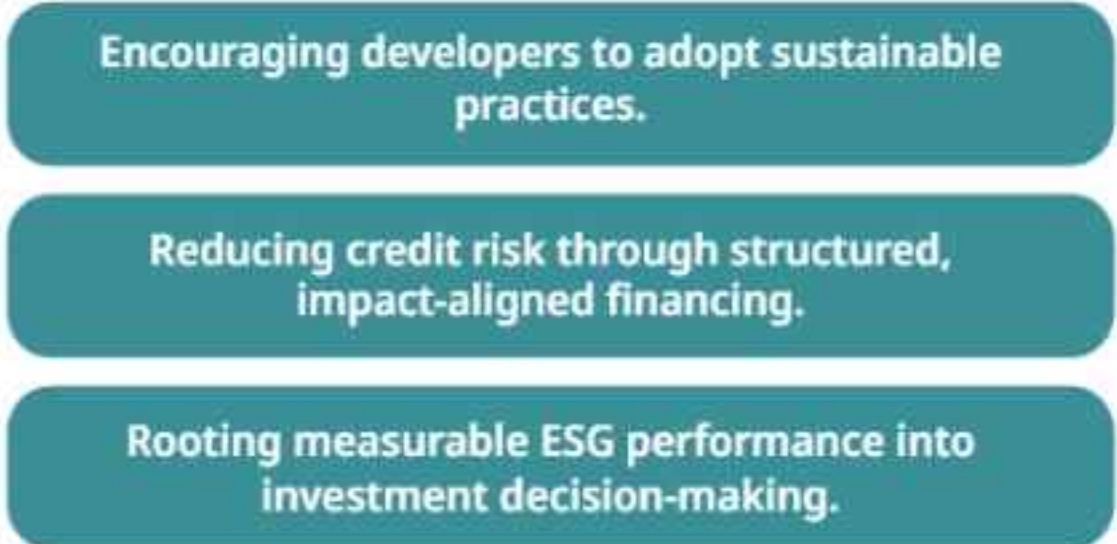 Encouraging developers to adopt sustainable
practices.
Reducing credit risk through structured,
impact-aligned financing.
Rooting measurable ESG performance into
investment decision-making.